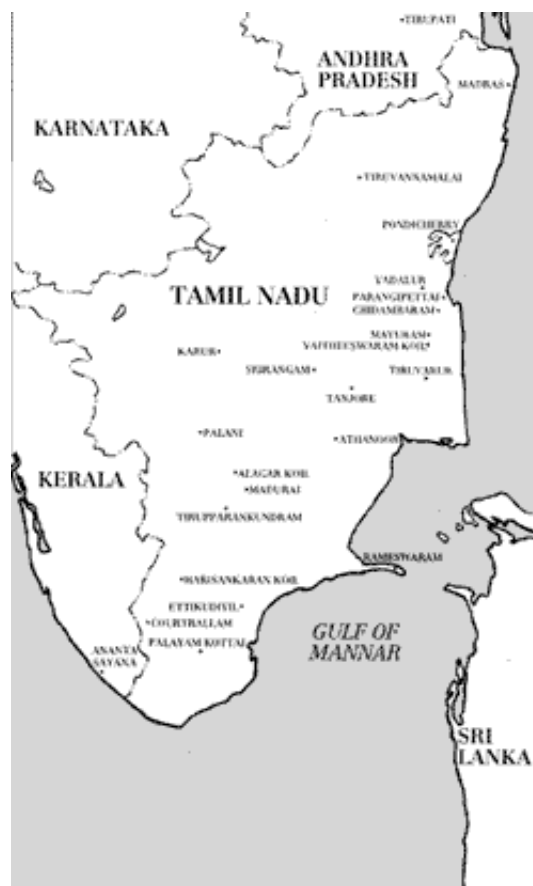 TIRUPATI
ANDHRA
PRADESH
MADRAS
KARNATAKA
TIRUVANNAMALAI
PONDICHERRY
VADALUR
TAMIL NADU
PARANGIPETTAI
CHIDAMBARAM
MAYURAM
VAITHEESWARAM KOIL
KARUR
SRIRANGAM
TIRUVARUR
TANJORE
PALANI
ATHANOOR
KERALA
ALAGAR KOIL
MADURAI
TIRUPPARANKUNDRAM
RAMESWARAM
HARISANKARAN KOIL
ETTIKUDIYIL
COURTRALLAM
GULF OF
MANNAR
PALAYAM KOTTAI
ANANTA
SAYANA
SRI
LANKA